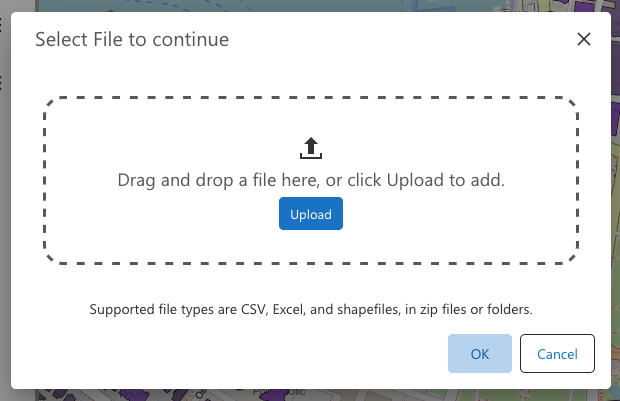 Select File to continue
Drag and drop a file here, or click Upload to add.
Upload
Supported file types are CSV, Excel, and shapefiles, in zip files or folders.
OK
Cancel